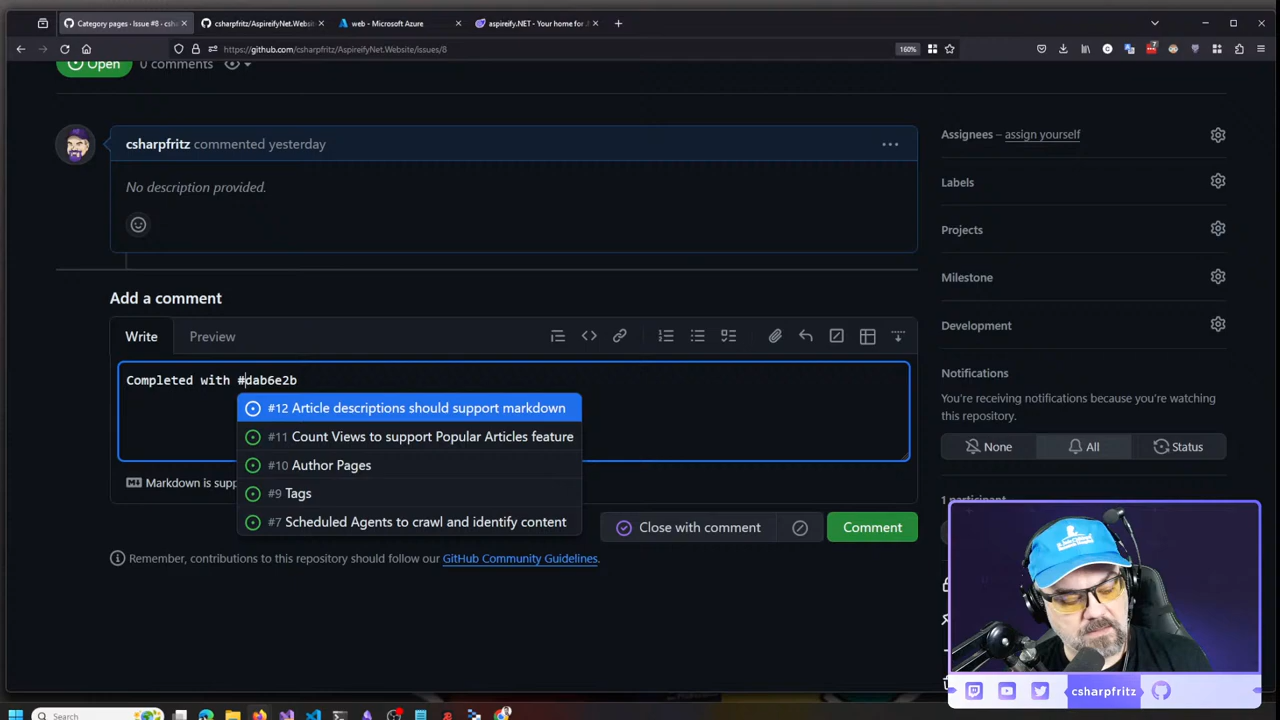 Category pages · Issue #8 · csha
csharpfritz/AspireifyNet.Websit
web - Microsoft Azure
aspireify.NET - Your home for
https://github.com/csharpfritz/AspireifyNet.Website/issues/8
160%
Open
0 comments
csharpfritz commented yesterday
No description provided.
Add a comment
Write
Preview
Completed with #dab6e2b
#12 Article descriptions should support markdown
#11 Count Views to support Popular Articles feature
#10 Author Pages
#9 Tags
#7 Scheduled Agents to crawl and identify content
Markdown is supp
Close with comment
Comment
Remember, contributions to this repository should follow our GitHub Community Guidelines.
Assignees – assign yourself
Labels
Projects
Milestone
Development
Notifications
You're receiving notifications because you're watching
this repository.
None
All
Status
1 participant
csharpfritz
Search